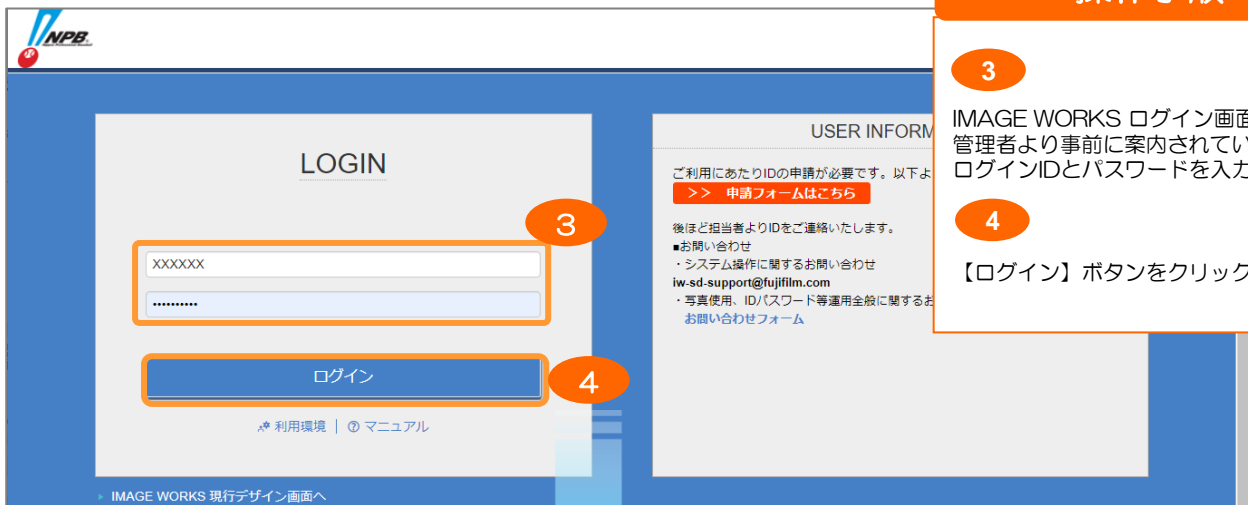 NPB.
LOGIN
3
XXXXXX
ログイン
4
利用環境 | マニュアル
IMAGE WORKS 現行デザイン画面へ
USER INFORM
ご利用にあたりIDの申請が必要です。以下よ
>> 申請フォームはこちら
後ほど担当者よりIDをご連絡いたします。
■お問い合わせ
・システム操作に関するお問い合わせ
iw-sd-support@fujifilm.com
・写真使用、IDパスワード等運用全般に関するお
お問い合わせフォーム
3
IMAGE WORKS ログイン画面
管理者より事前に案内されてい
ログインIDとパスワードを入力
4
【ログイン】ボタンをクリック